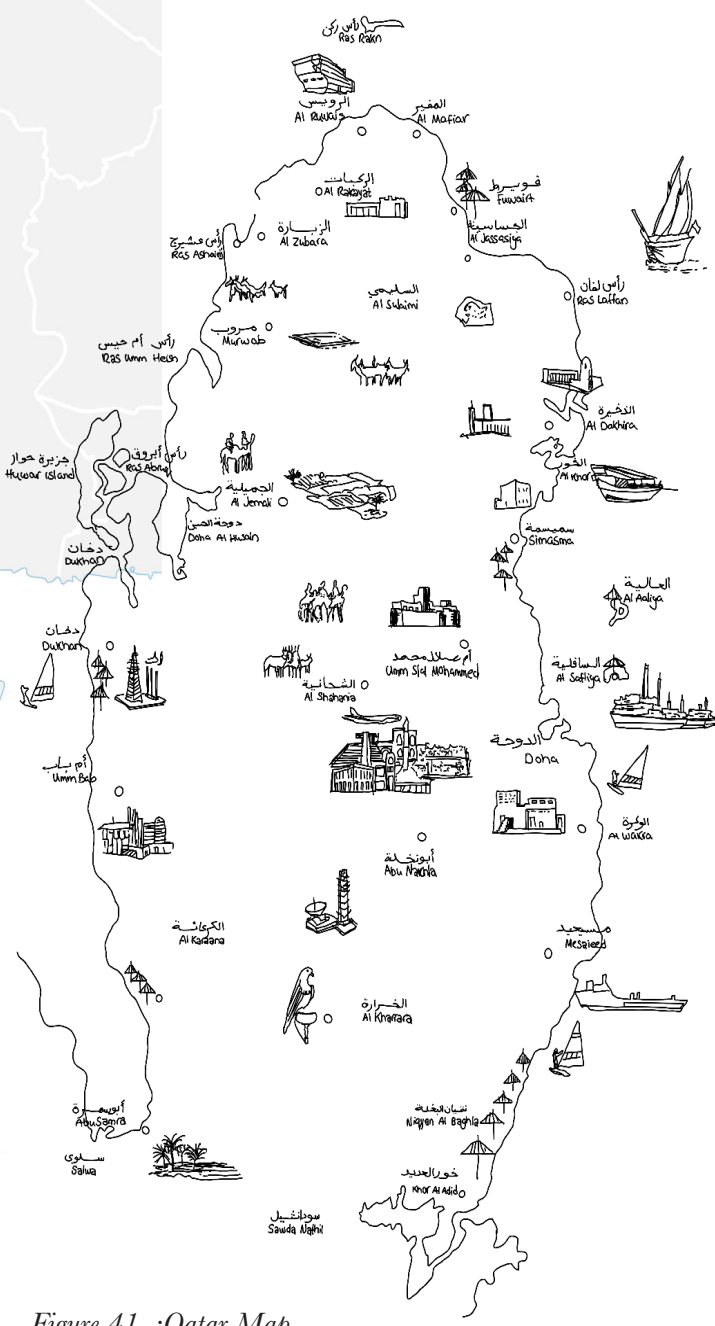 رأس ركن
Ras Rakn
الرويس
Al Ruwais
المفير
Al Mafiar
الركيات
Al Rakayat
فويرط
Fuwairt
الزبارة
Al Zubara
الجساسية
Al Jassasiya
رأس عشيرج
Ras Ashairij
السليمي
Al Sulaimi
رأس لفان
Ras Laffan
مروب
Murwab
رأس أم حيس
Ras Umm Heish
الذخيرة
Al Dakhira
جزيرة حوار
Huwar Island
رأس أبروق
Ras Abruq
الخور
Al Khor
الجميلية
Al Jemali
دوحة الحسين
Doha Al Husain
سميسمة
Simasma
دخان
Dukhan
العالية
Al Aaliya
دخان
Dukhan
أم صلال محمد
Umm Slal Mohammed
السافلية
Al Safliya
الشحانية
Al Shahania
الدوحة
Doha
أم باب
Umm Bab
الوكرة
Al Wakra
أبونخلة
Abu Nakhla
الكرعانة
Al Karaana
مسيعيد
Mesaieed
الخرارة
Al Kharrara
أبوسمرة
Abu Samra
نقيان البغلة
Niqyen Al Baghla
سلوى
Salwa
خور العديد
Khor Al Adid
سودانثيل
Sawda Nathil
Figure 41 .:Qatar Map